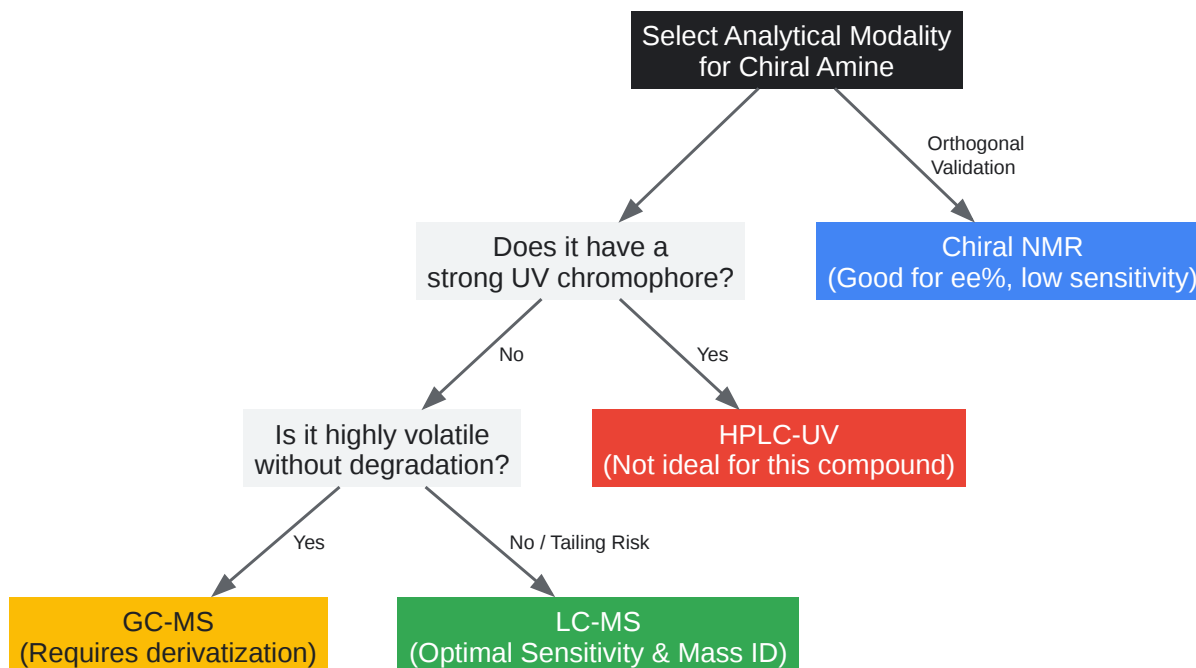 Select Analytical Modality
for Chiral Amine
Orthogonal
Validation
Does it have a
strong UV chromophore?
Chiral NMR
(Good for ee%, low sensitivity)
No
Yes
Is it highly volatile
without degradation?
HPLC-UV
(Not ideal for this compound)
Yes
No / Tailing Risk
GC-MS
(Requires derivatization)
LC-MS
(Optimal Sensitivity & Mass ID)